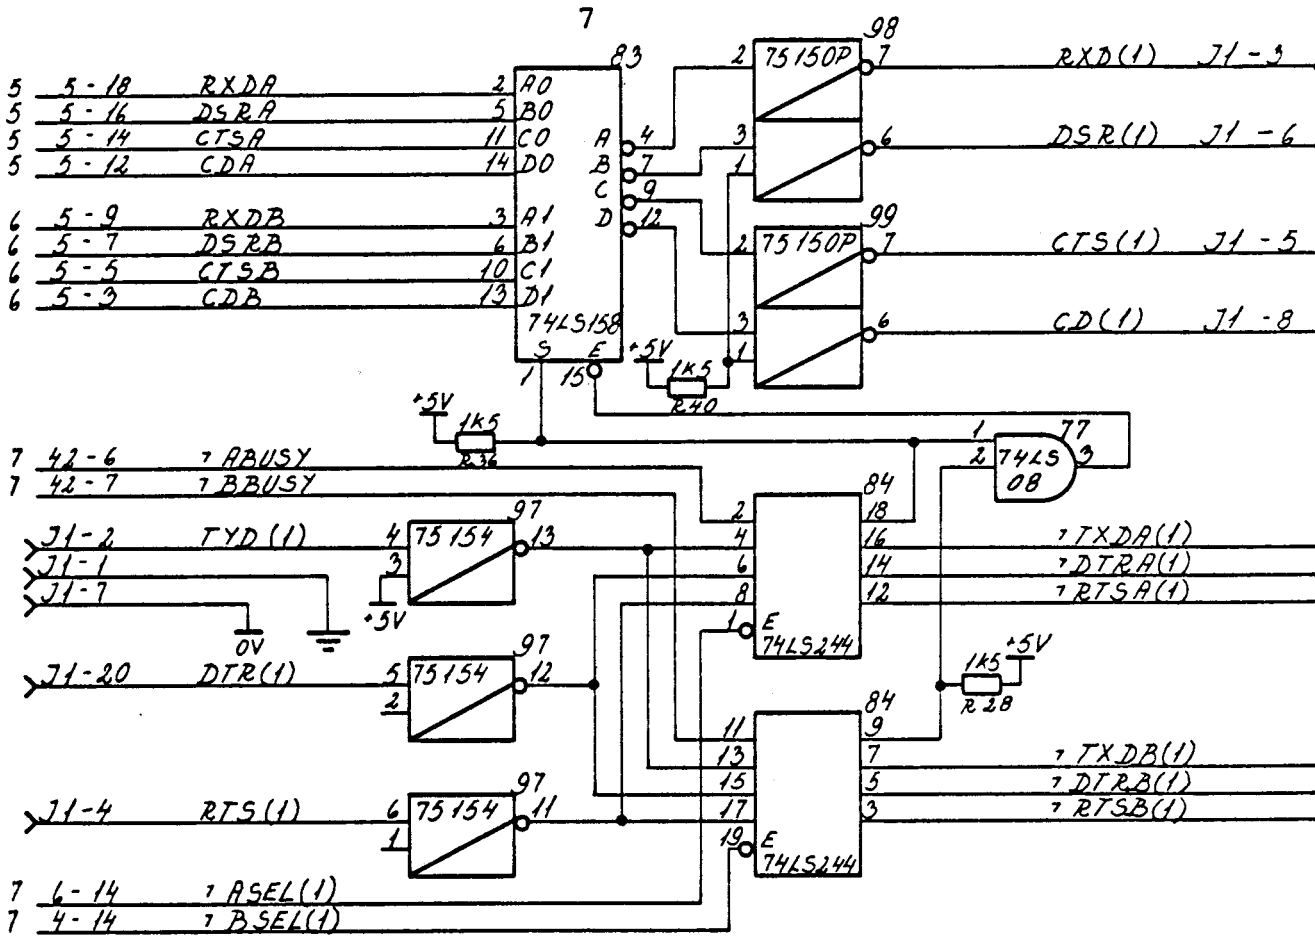 7
83
5 5-18 RXDA 2 A0
5 5-16 DSRA 5 B0
5 5-14 CTSA 11 C0
5 5-12 CDA 14 D0
6 5-9 RXDB 3 A1
6 5-7 DSRB 6 B1
6 5-5 CTSB 10 C1
6 5-3 CDB 13 D1
A 4
B 7
C 9
D 12
74LS158
S E
1 15
98
2 75150P 7 RXD(1) J1-3
3 6 DSR(1) J1-6
1
99
2 75150P 7 CTS(1) J1-5
3 6 CD(1) J1-8
1
+5V
1K5
R40
+5V
1K5
R36
77
1
2 74LS 3
08
7 42-6 ¬ABUSY
7 42-7 ¬BBUSY
84
2 18
4 16 ¬TXDA(1)
6 14 ¬DTRA(1)
8 12 ¬RTSA(1)
1 E
74LS244
97
J1-2 TYD(1) 4 75154 13
J1-1 3
J1-7 +5V
0V
97
J1-20 DTR(1) 5 75154 12
2
+5V
1K5
R28
84
11 9
13 7 ¬TXDB(1)
15 5 ¬DTRB(1)
17 3 ¬RTSB(1)
19 E
74LS244
97
J1-4 RTS(1) 6 75154 11
1
7 6-14 ¬ASEL(1)
7 4-14 ¬BSEL(1)